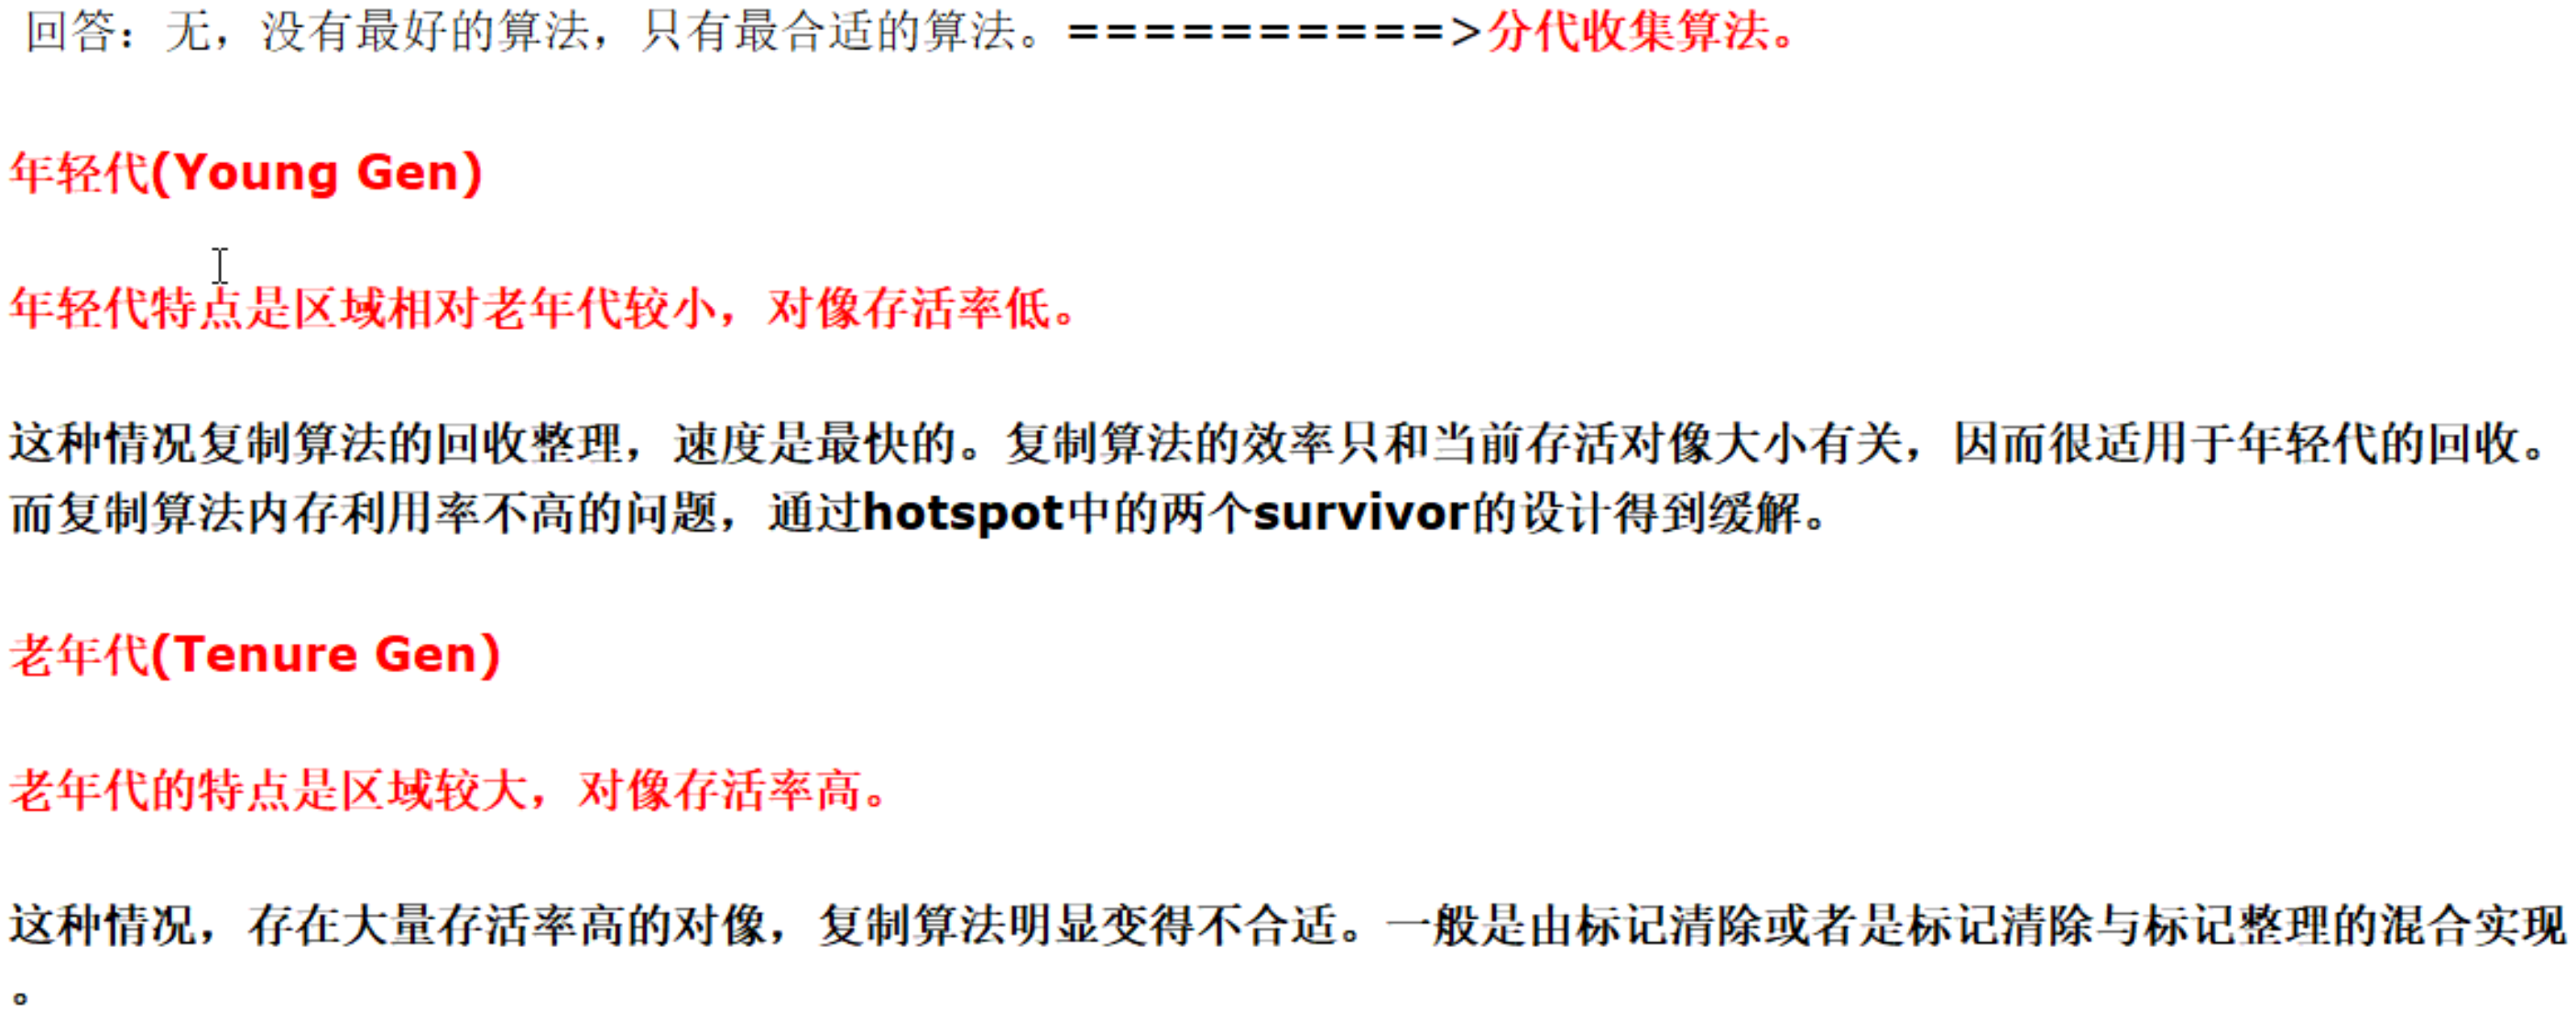 回答：无，没有最好的算法，只有最合适的算法。==========>分代收集算法。
年轻代(Young Gen)
年轻代特点是区域相对老年代较小，对像存活率低。
这种情况复制算法的回收整理，速度是最快的。复制算法的效率只和当前存活对像大小有关，因而很适用于年轻代的回收。
而复制算法内存利用率不高的问题，通过hotspot中的两个survivor的设计得到缓解。
老年代(Tenure Gen)
老年代的特点是区域较大，对像存活率高。
这种情况，存在大量存活率高的对像，复制算法明显变得不合适。一般是由标记清除或者是标记清除与标记整理的混合实现
。